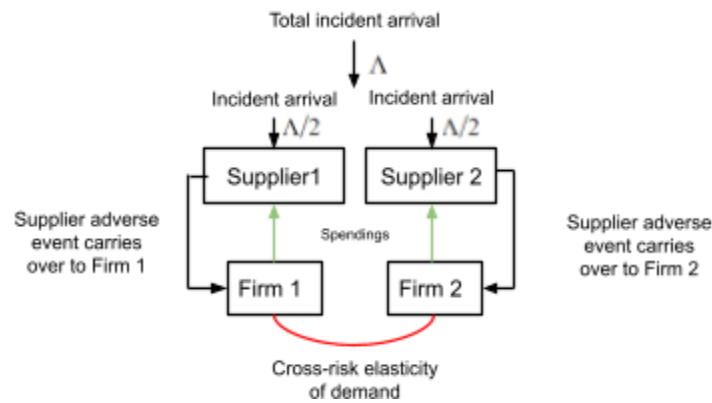 Total incident arrival
Λ
Incident arrival
Incident arrival
Λ/2
Λ/2
Supplier1
Supplier 2
Supplier adverse
event carries
over to Firm 1
Spendings
Supplier adverse
event carries
over to Firm 2
Firm 1
Firm 2
Cross-risk elasticity
of demand